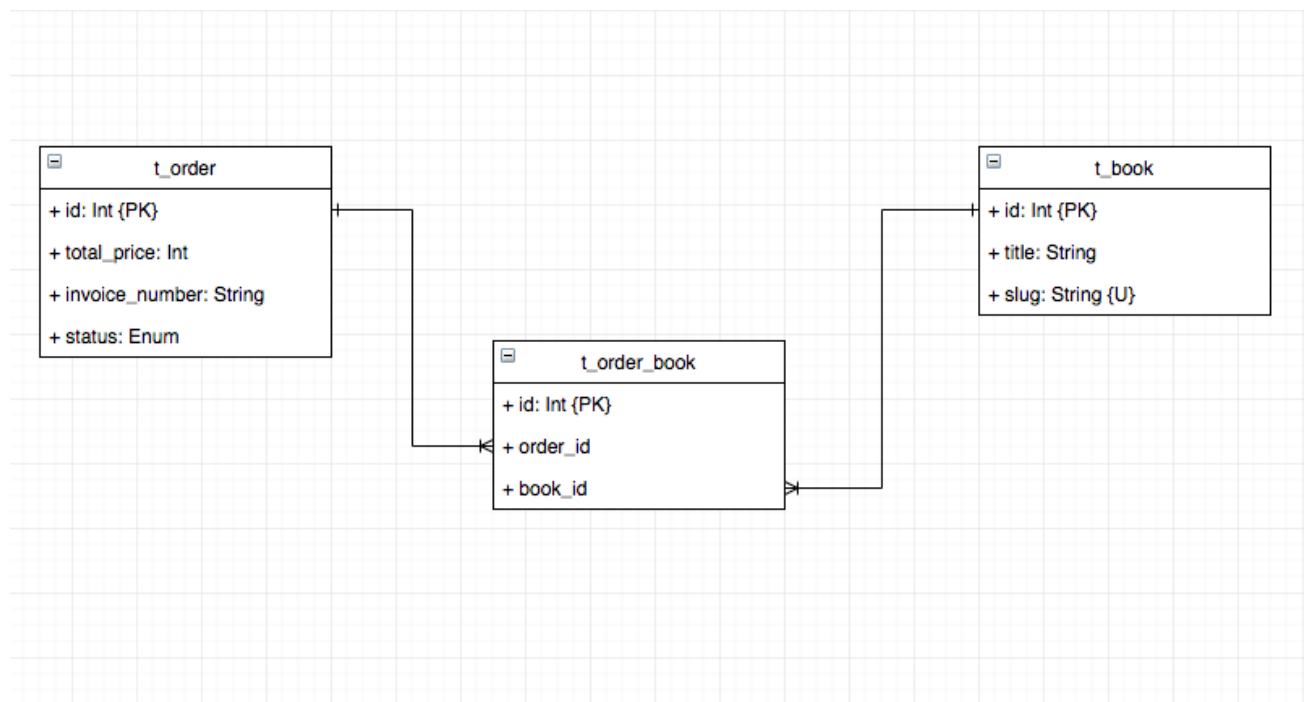 t_order
+ id: Int {PK}
+ total_price: Int
+ invoice_number: String
+ status: Enum
t_order_book
+ id: Int {PK}
+ order_id
+ book_id
t_book
+ id: Int {PK}
+ title: String
+ slug: String {U}